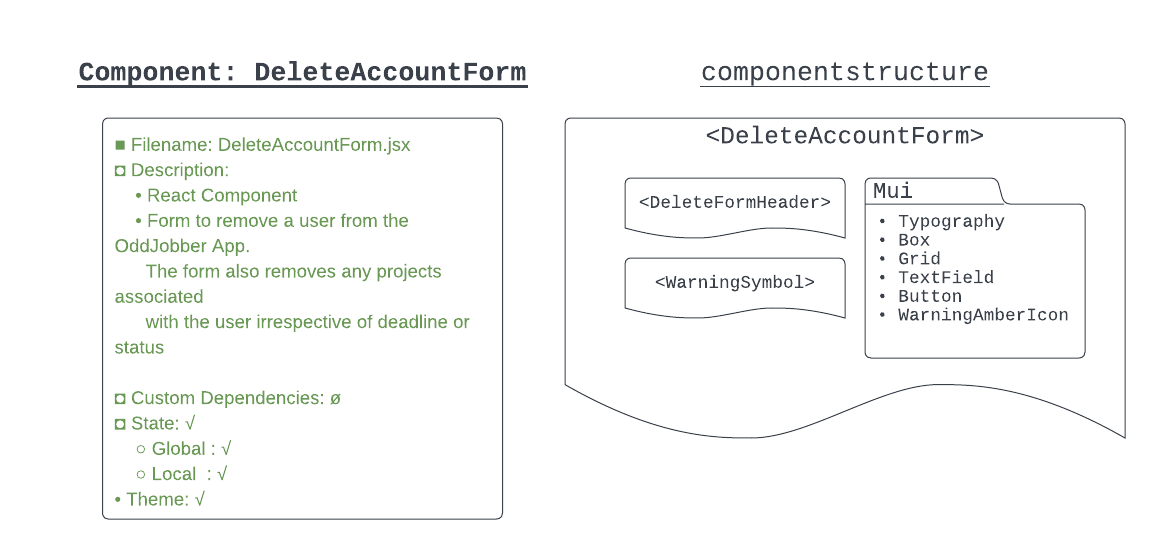 Component: DeleteAccountForm
■ Filename: DeleteAccountForm.jsx
◘ Description:
• React Component
• Form to remove a user from the
OddJobber App.
The form also removes any projects
associated
with the user irrespective of deadline or
status
◘ Custom Dependencies: ø
◘ State: √
○ Global : √
○ Local  : √
• Theme: √
componentstructure
<DeleteAccountForm>
<DeleteFormHeader>
<WarningSymbol>
Mui
• Typography
• Box
• Grid
• TextField
• Button
• WarningAmberIcon